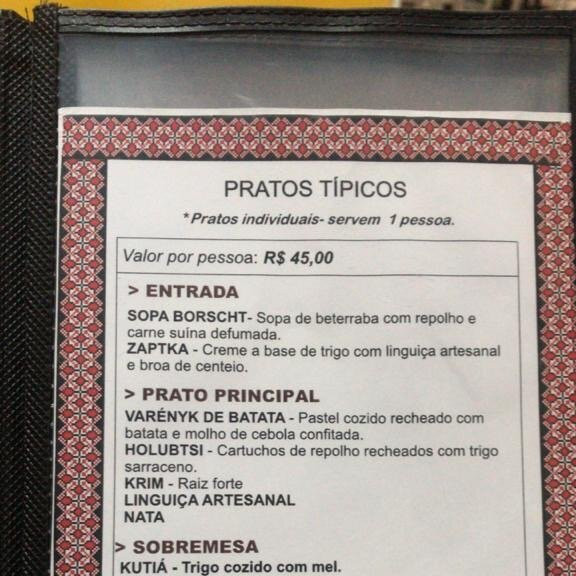 PRATOS TÍPICOS
*Pratos individuais- servem 1 pessoa.
Valor por pessoa: R$ 45,00
> ENTRADA
SOPA BORSCHT- Sopa de beterraba com repolho e
carne suína defumada.
ZAPTKA - Creme a base de trigo com linguiça artesanal
e broa de centeio.
> PRATO PRINCIPAL
VARÉNYK DE BATATA - Pastel cozido recheado com
batata e molho de cebola confitada.
HOLUBTSI - Cartuchos de repolho recheados com trigo
sarraceno.
KRIM - Raiz forte
LINGUIÇA ARTESANAL
NATA
> SOBREMESA
KUTIÁ - Trigo cozido com mel.